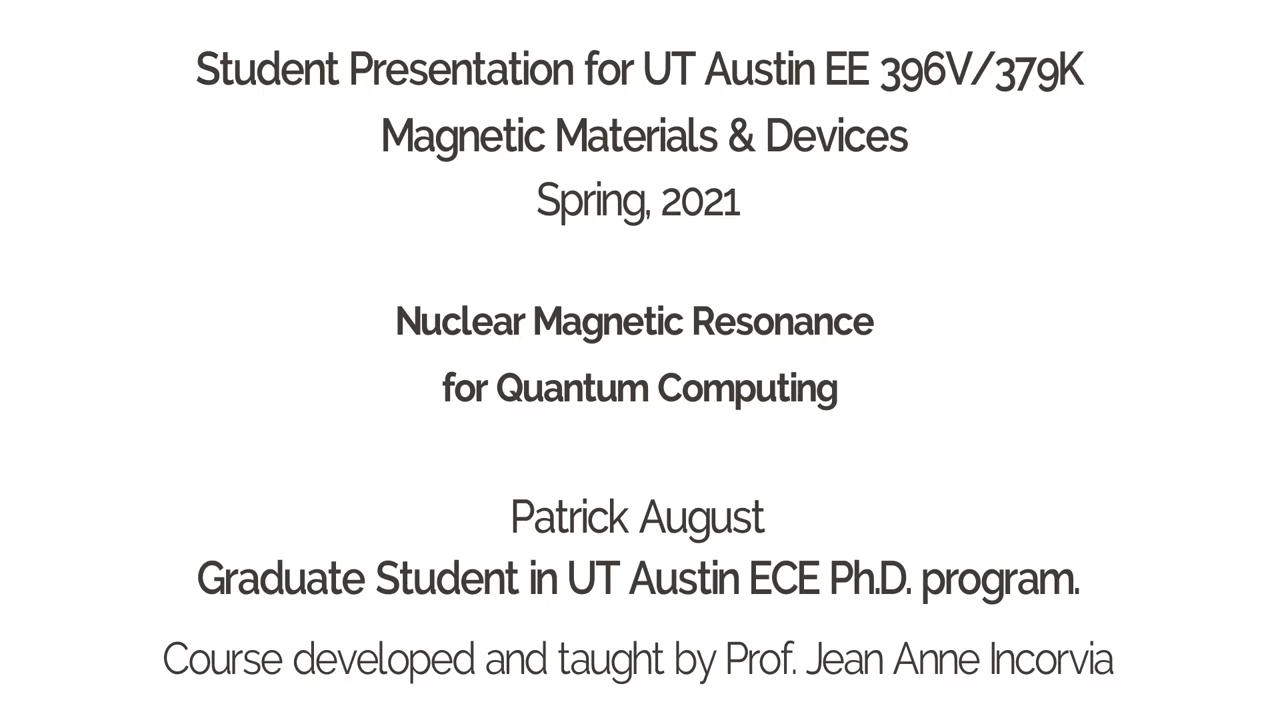 Student Presentation for UT Austin EE 396V/379K
Magnetic Materials & Devices
Spring, 2021
Nuclear Magnetic Resonance
for Quantum Computing
Patrick August
Graduate Student in UT Austin ECE Ph.D. program.
Course developed and taught by Prof. Jean Anne Incorvia